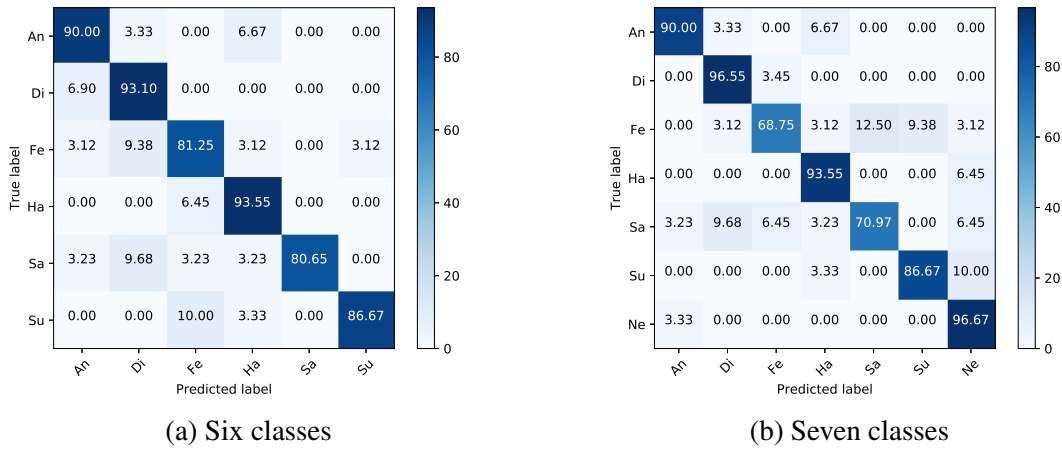 An 90.00 3.33 0.00 6.67 0.00 0.00
Di 6.90 93.10 0.00 0.00 0.00 0.00
Fe 3.12 9.38 81.25 3.12 0.00 3.12
Ha 0.00 0.00 6.45 93.55 0.00 0.00
Sa 3.23 9.68 3.23 3.23 80.65 0.00
Su 0.00 0.00 10.00 3.33 0.00 86.67
True label
An Di Fe Ha Sa Su
Predicted label
80
60
40
20
0
(a) Six classes
An 90.00 3.33 0.00 6.67 0.00 0.00 0.00
Di 0.00 96.55 3.45 0.00 0.00 0.00 0.00
Fe 0.00 3.12 68.75 3.12 12.50 9.38 3.12
Ha 0.00 0.00 0.00 93.55 0.00 0.00 6.45
Sa 3.23 9.68 6.45 3.23 70.97 0.00 6.45
Su 0.00 0.00 0.00 3.33 0.00 86.67 10.00
Ne 3.33 0.00 0.00 0.00 0.00 0.00 96.67
True label
An Di Fe Ha Sa Su Ne
Predicted label
80
60
40
20
0
(b) Seven classes